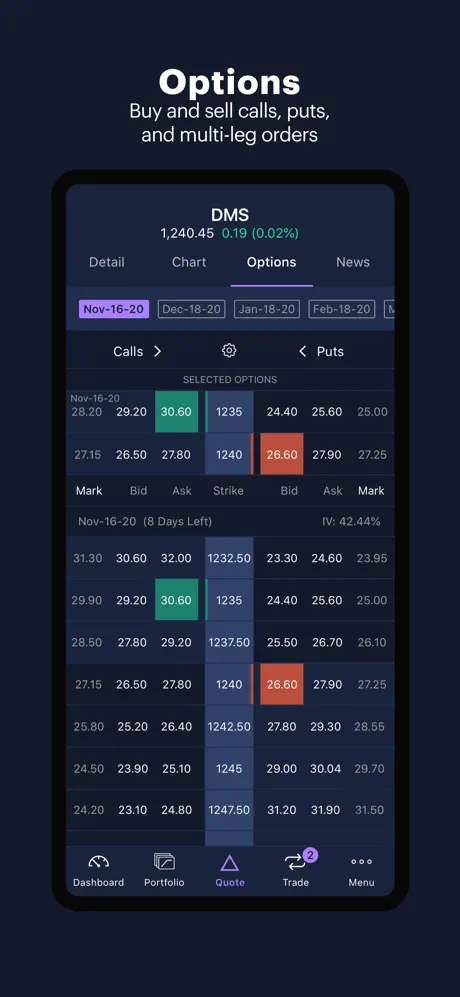 Options
Buy and sell calls, puts,
and multi-leg orders
DMS
1,240.45 0.19 (0.02%)
Detail Chart Options News
Nov-16-20 Dec-18-20 Jan-18-20 Feb-18-20 M
Calls > < Puts
SELECTED OPTIONS
Nov-16-20
28.20 29.20 30.60 1235 24.40 25.60 25.00
27.15 26.50 27.80 1240 26.60 27.90 27.25
Mark Bid Ask Strike Bid Ask Mark
Nov-16-20 (8 Days Left) IV: 42.44%
31.30 30.60 32.00 1232.50 23.30 24.60 23.95
29.90 29.20 30.60 1235 24.40 25.60 25.00
28.50 27.80 29.20 1237.50 25.50 26.70 26.10
27.15 26.50 27.80 1240 26.60 27.90 27.25
25.80 25.20 26.40 1242.50 27.80 29.30 28.55
24.50 23.90 25.10 1245 29.00 30.04 29.70
24.20 23.10 24.80 1247.50 31.20 31.90 31.50
2
Dashboard Portfolio Quote Trade Menu